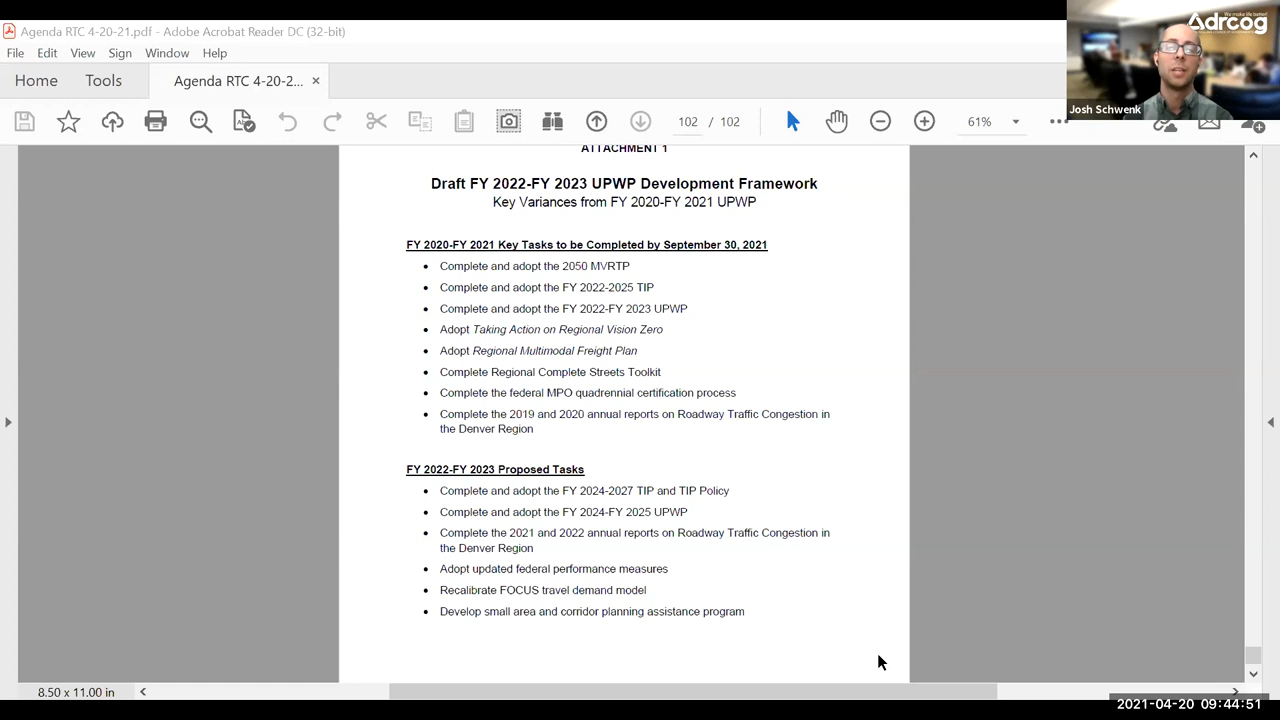 Agenda RTC 4-20-21.pdf - Adobe Acrobat Reader DC (32-bit)
We make life better!
drcog
File Edit View Sign Window Help
Home Tools Agenda RTC 4-20-2... ×
Josh Schwenk
102 / 102 61%
ATTACHMENT 1
Draft FY 2022-FY 2023 UPWP Development Framework
Key Variances from FY 2020-FY 2021 UPWP
FY 2020-FY 2021 Key Tasks to be Completed by September 30, 2021
• Complete and adopt the 2050 MVRTP
• Complete and adopt the FY 2022-2025 TIP
• Complete and adopt the FY 2022-FY 2023 UPWP
• Adopt Taking Action on Regional Vision Zero
• Adopt Regional Multimodal Freight Plan
• Complete Regional Complete Streets Toolkit
• Complete the federal MPO quadrennial certification process
• Complete the 2019 and 2020 annual reports on Roadway Traffic Congestion in
the Denver Region
FY 2022-FY 2023 Proposed Tasks
• Complete and adopt the FY 2024-2027 TIP and TIP Policy
• Complete and adopt the FY 2024-FY 2025 UPWP
• Complete the 2021 and 2022 annual reports on Roadway Traffic Congestion in
the Denver Region
• Adopt updated federal performance measures
• Recalibrate FOCUS travel demand model
• Develop small area and corridor planning assistance program
8.50 x 11.00 in
2021-04-20 09:44:51